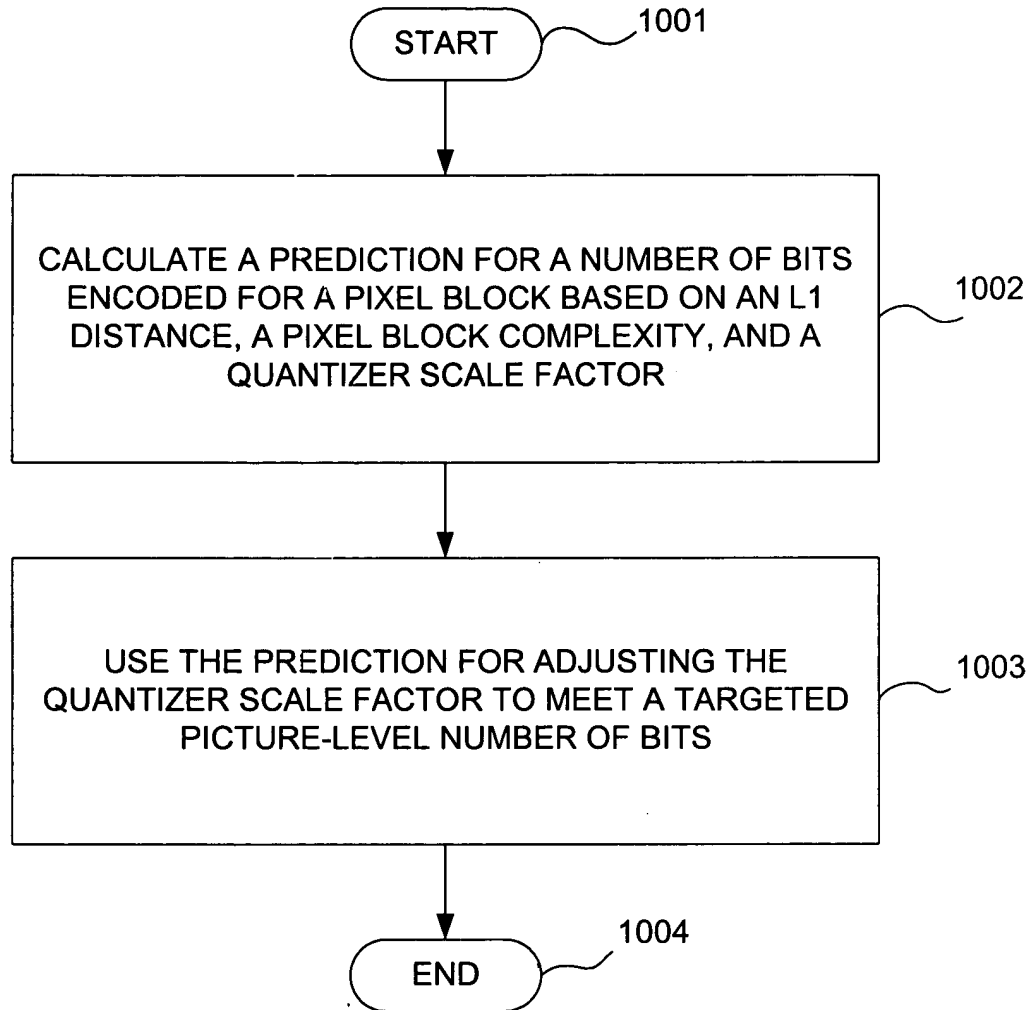 START
1001
CALCULATE A PREDICTION FOR A NUMBER OF BITS
ENCODED FOR A PIXEL BLOCK BASED ON AN L1
DISTANCE, A PIXEL BLOCK COMPLEXITY, AND A
QUANTIZER SCALE FACTOR
1002
USE THE PREDICTION FOR ADJUSTING THE
QUANTIZER SCALE FACTOR TO MEET A TARGETED
PICTURE-LEVEL NUMBER OF BITS
1003
END
1004